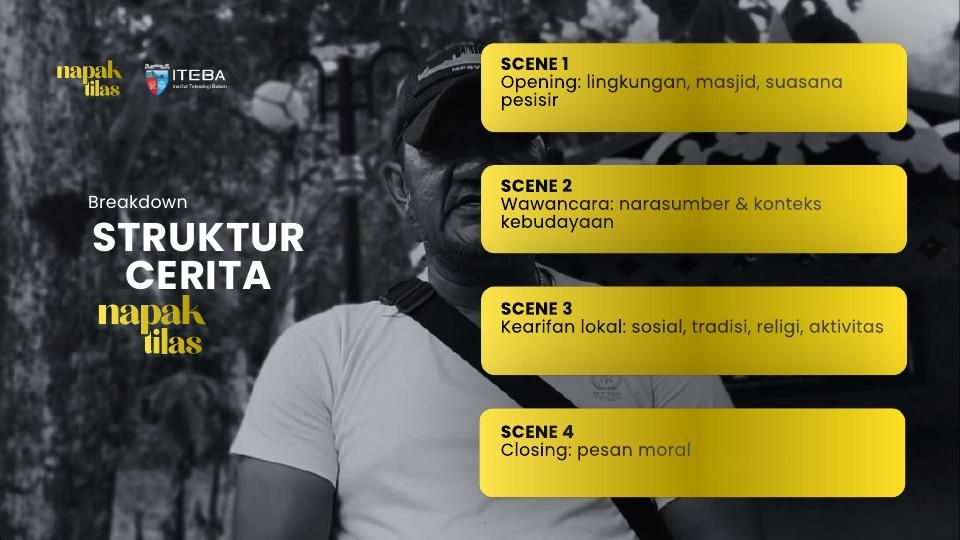 napak
tilas
ITEBA
Institut Teknologi Batam
Breakdown
STRUKTUR
CERITA
napak
tilas
SCENE 1
Opening: lingkungan, masjid, suasana
pesisir
SCENE 2
Wawancara: narasumber & konteks
kebudayaan
SCENE 3
Kearifan lokal: sosial, tradisi, religi, aktivitas
SCENE 4
Closing: pesan moral